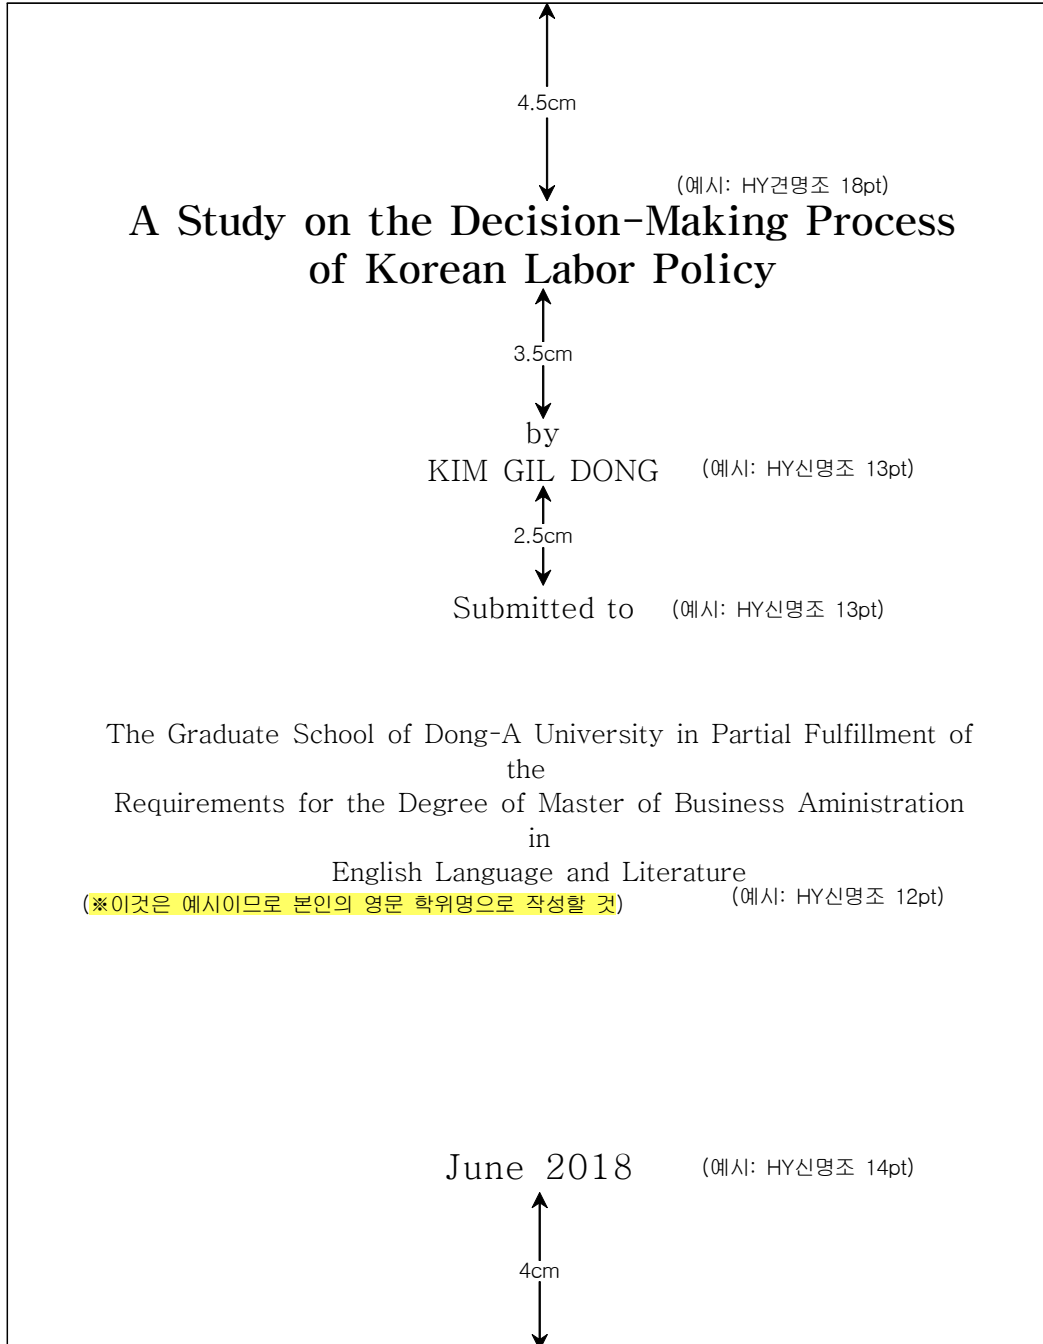 4.5cm
(예시: HY견명조 18pt)
A Study on the Decision-Making Process
of Korean Labor Policy
3.5cm
by
KIM GIL DONG (예시: HY신명조 13pt)
2.5cm
Submitted to (예시: HY신명조 13pt)
The Graduate School of Dong-A University in Partial Fulfillment of
the
Requirements for the Degree of Master of Business Aministration
in
English Language and Literature
(※이것은 예시이므로 본인의 영문 학위명으로 작성할 것) (예시: HY신명조 12pt)
June 2018 (예시: HY신명조 14pt)
4cm